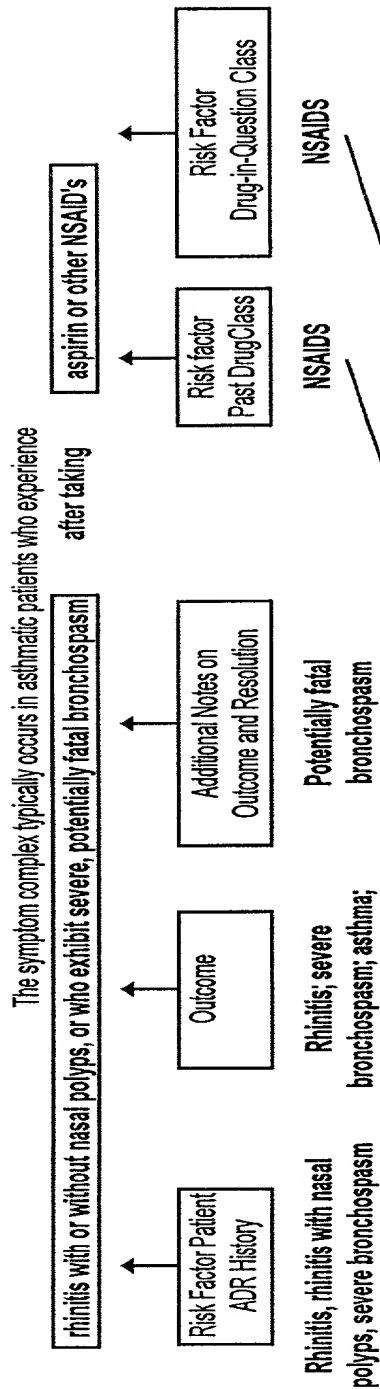 The symptom complex typically occurs in asthmatic patients who experience
rhinitis with or without nasal polyps, or who exhibit severe, potentially fatal bronchospasm
after taking
aspirin or other NSAID's
Risk Factor Patient
ADR History
Outcome
Additional Notes on
Outcome and Resolution
Risk factor
Past DrugClass
Risk Factor
Drug-in-Question Class
Rhinitis, rhinitis with nasal
polyps, severe bronchospasm
Rhinitis; severe
bronchospasm; asthma;
Potentially fatal
bronchospasm
NSAIDS
NSAIDS